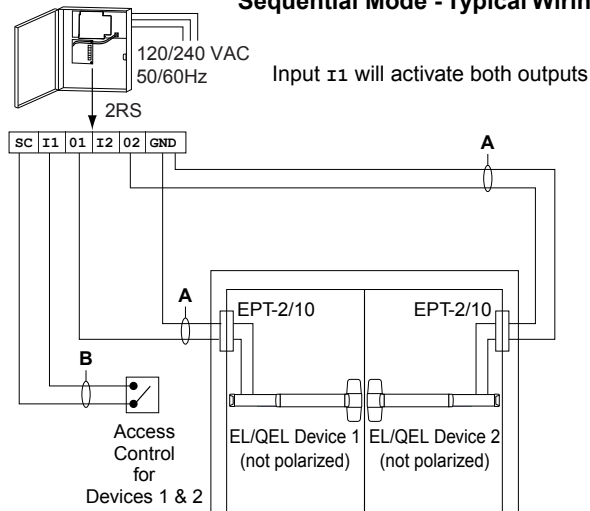 Sequential Mode - Typical Wirin
120/240 VAC
50/60Hz
Input I1 will activate both outputs
2RS
SC I1 01 I2 02 GND
A
A
EPT-2/10 EPT-2/10
B
Access
Control
for
Devices 1 & 2
EL/QEL Device 1
(not polarized)
EL/QEL Device 2
(not polarized)